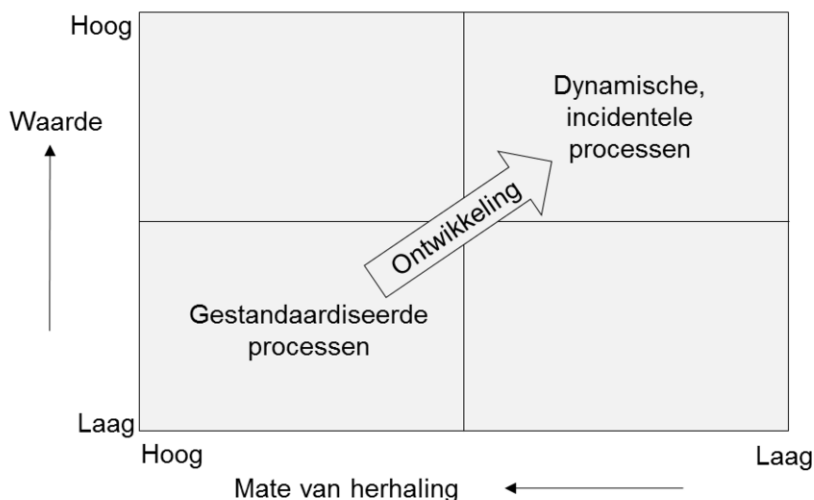 Hoog
Dynamische,
incidentele
processen
Waarde
Ontwikkeling
Gestandaardiseerde
processen
Laag
Hoog
Laag
Mate van herhaling